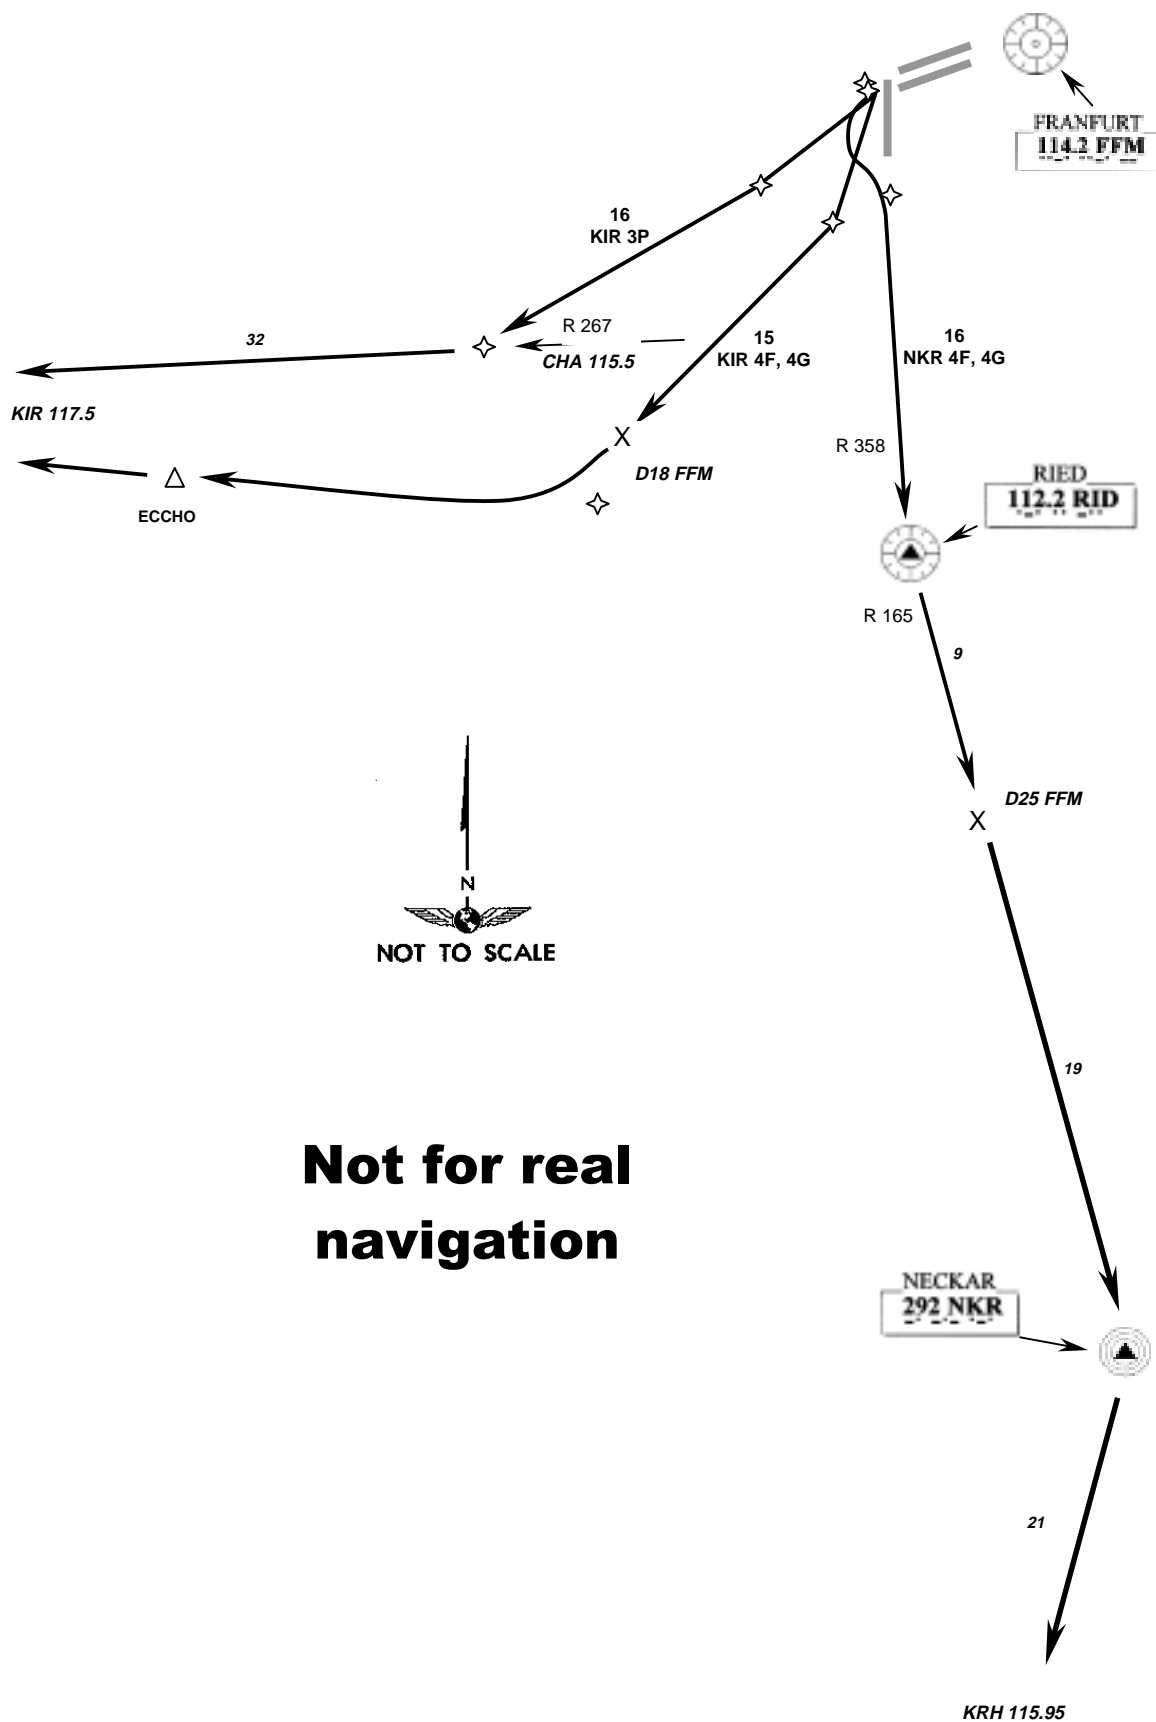 FRANFURT
114.2 FFM
16
KIR 3P
R 267
32
CHA 115.5
15
KIR 4F, 4G
16
NKR 4F, 4G
KIR 117.5
R 358
D18 FFM
RIED
112.2 RID
ECCHO
X
R 165
9
D25 FFM
X
N
NOT TO SCALE
19
Not for real
navigation
NECKAR
292 NKR
21
KRH 115.95